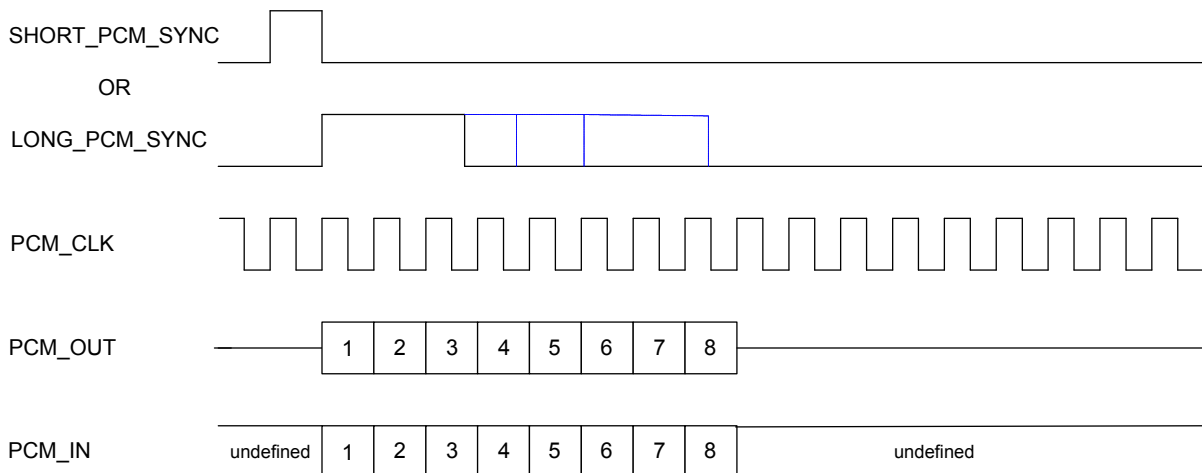 SHORT_PCM_SYNC
OR
LONG_PCM_SYNC
PCM_CLK
PCM_OUT 1 2 3 4 5 6 7 8
PCM_IN undefined 1 2 3 4 5 6 7 8 undefined